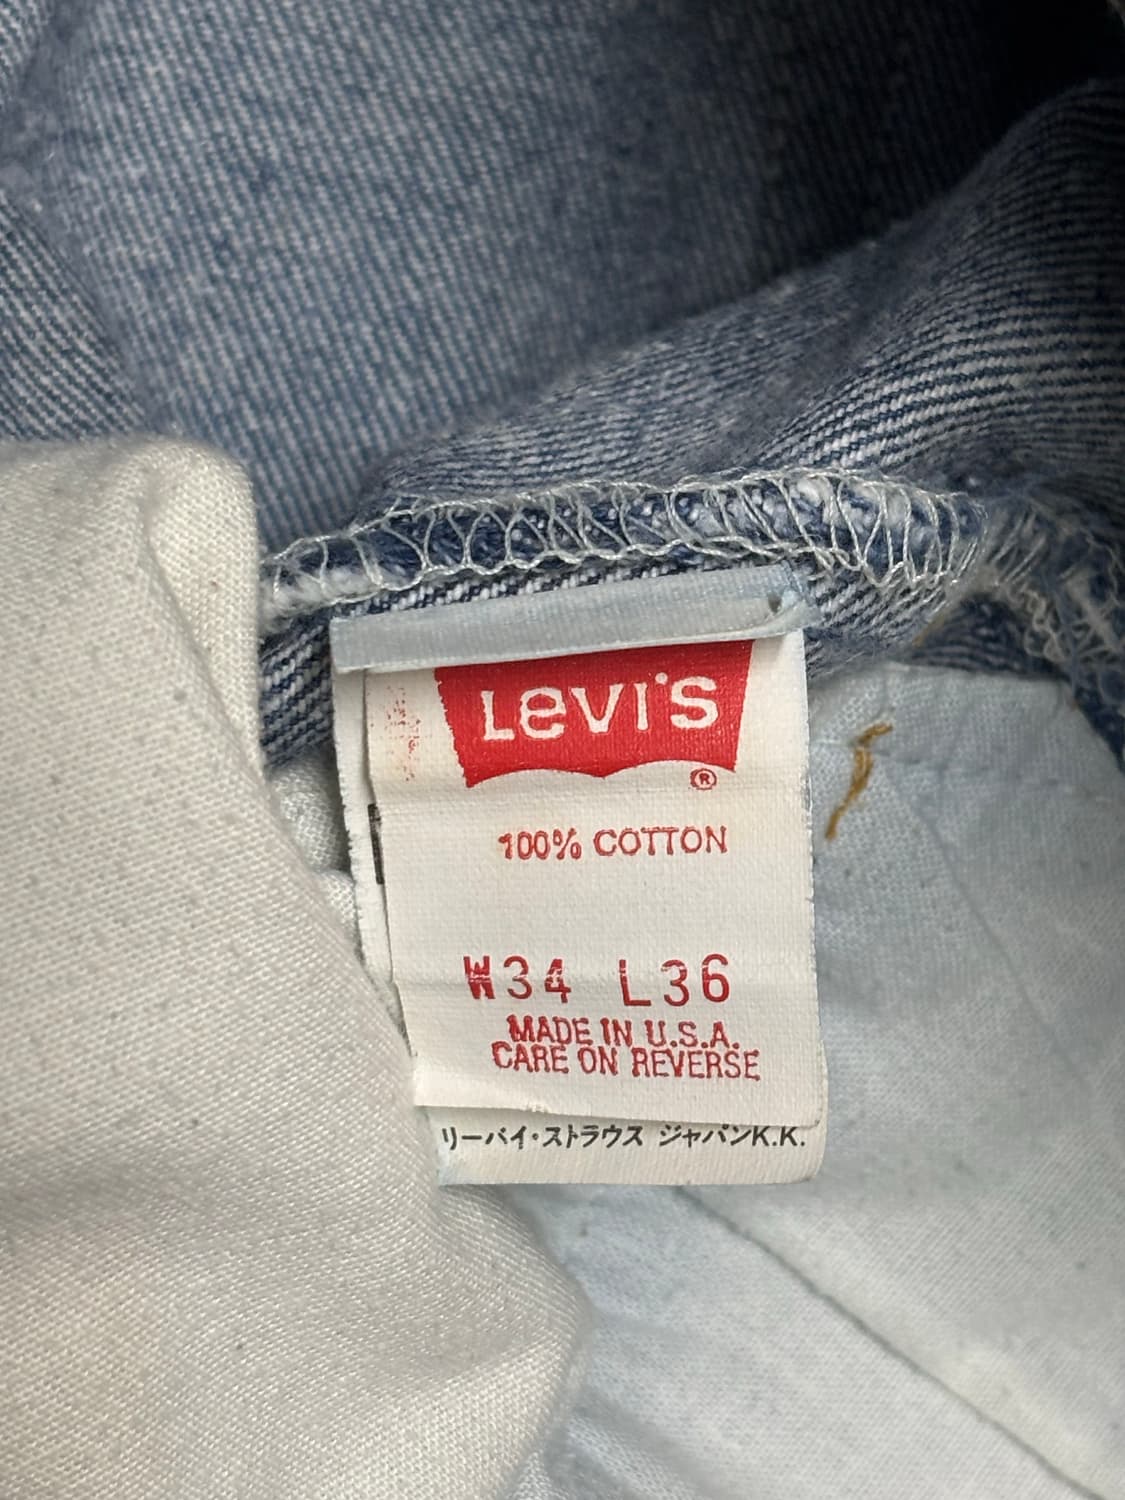 Levi's
®
100% COTTON
W34 L36
MADE IN U.S.A.
CARE ON REVERSE
リーバイ・ストラウス ジャパンK.K.